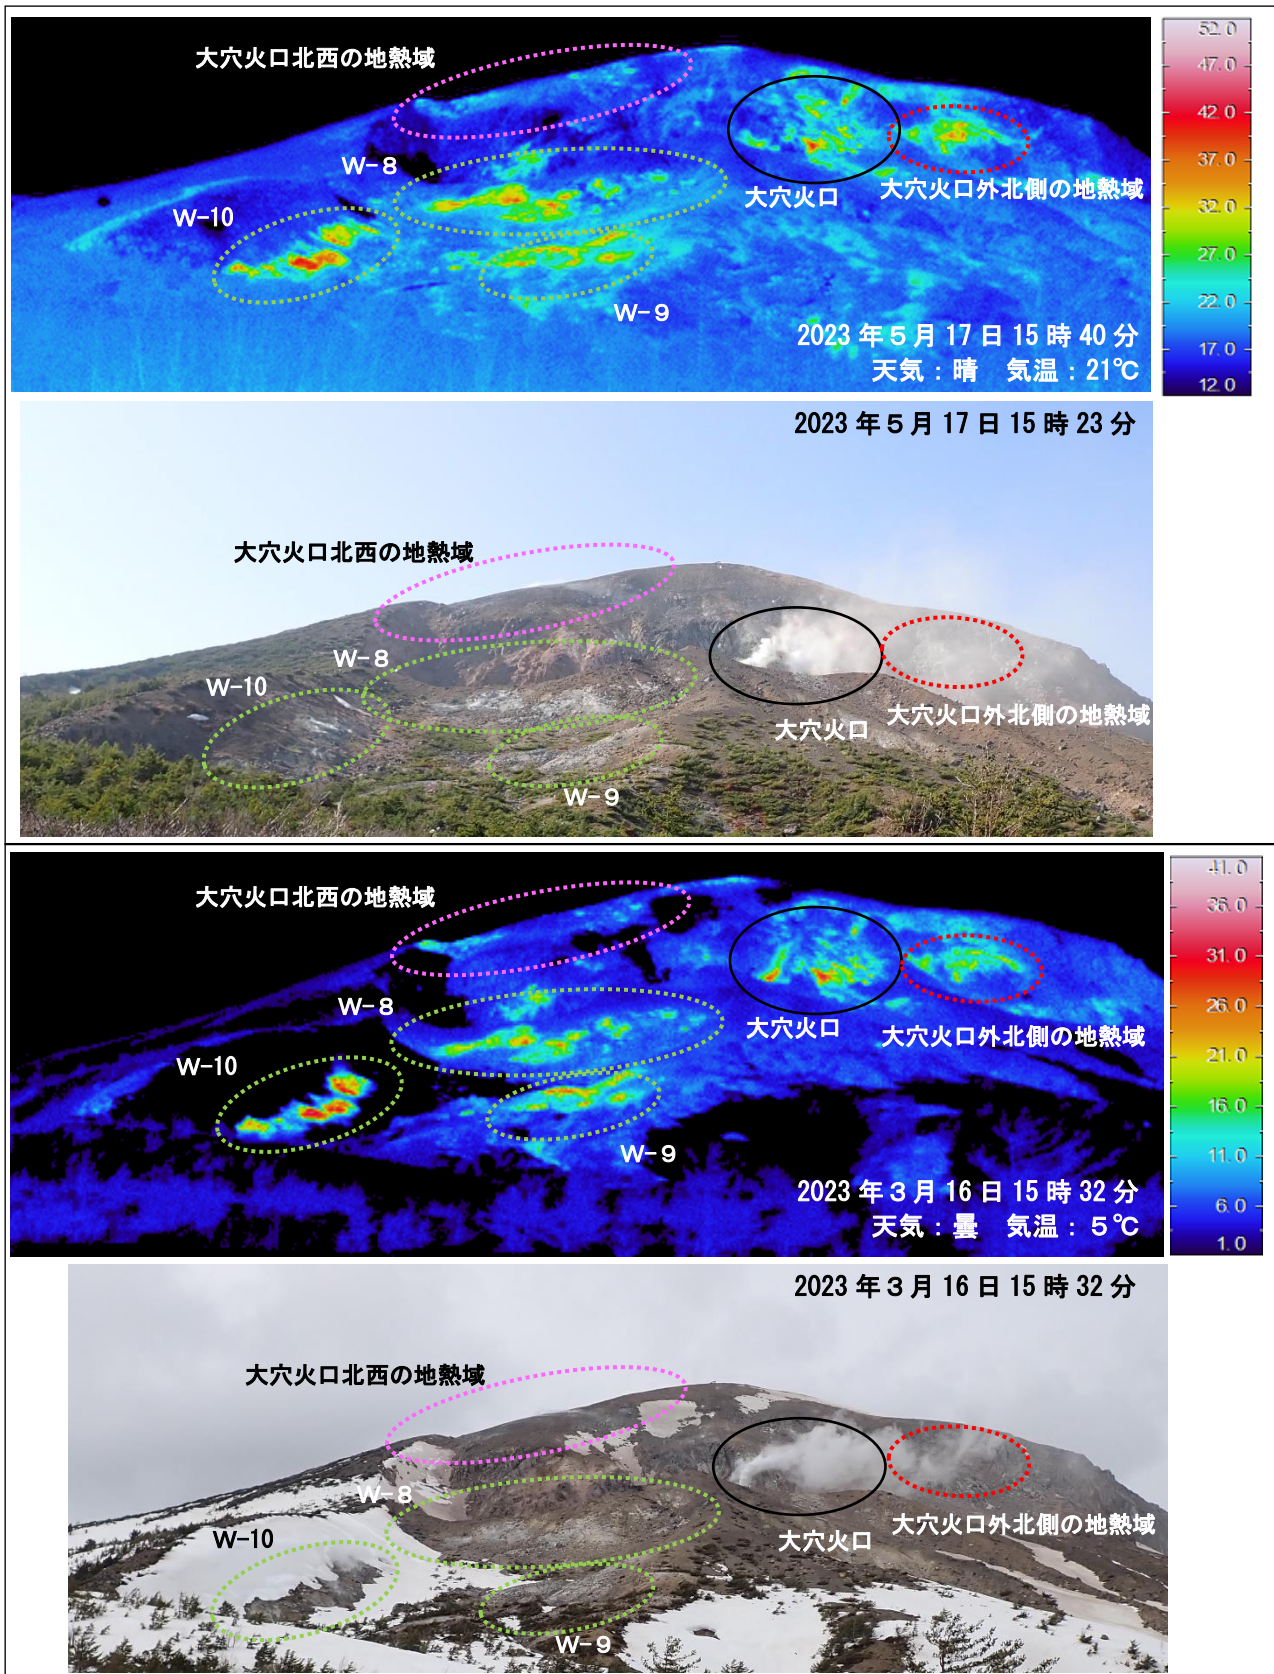 大穴火口北西の地熱域
W-8
W-10
大穴火口
大穴火口外北側の地熱域
W-9
2023年5月17日15時40分
天気：晴　気温：21℃
52.0
47.0
42.0
37.0
32.0
27.0
22.0
17.0
12.0
2023年5月17日15時23分
大穴火口北西の地熱域
W-8
W-10
大穴火口外北側の地熱域
大穴火口
W-9
大穴火口北西の地熱域
W-8
大穴火口
大穴火口外北側の地熱域
W-10
W-9
2023年3月16日15時32分
天気：曇　気温：5℃
41.0
36.0
31.0
26.0
21.0
16.0
11.0
6.0
1.0
2023年3月16日15時32分
大穴火口北西の地熱域
W-8
W-10
大穴火口外北側の地熱域
大穴火口
W-9